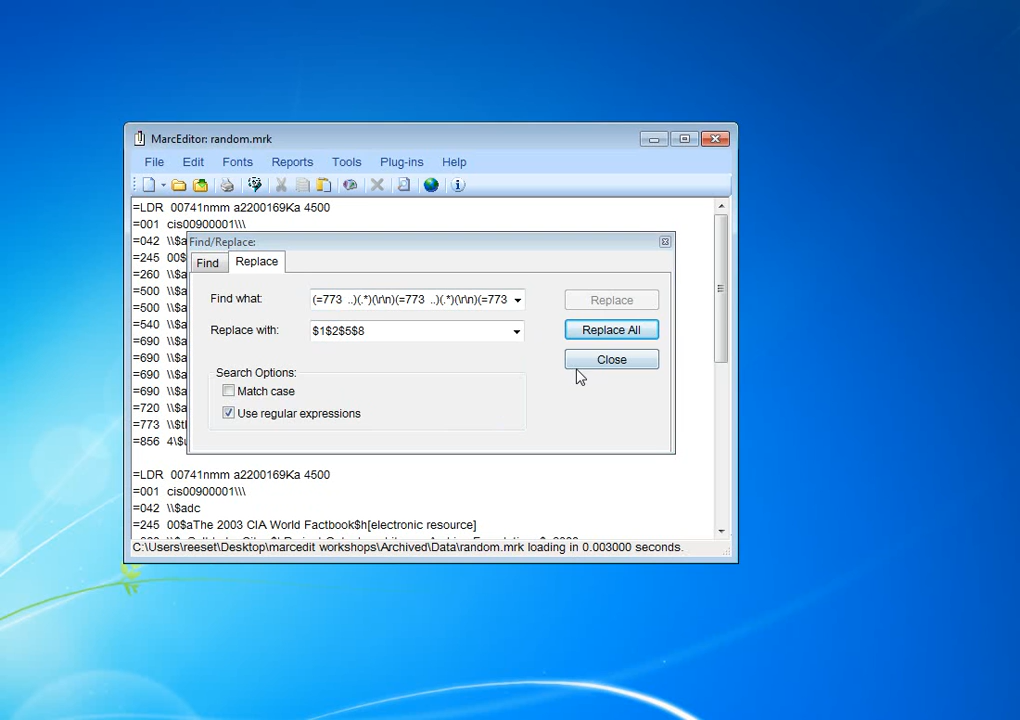 MarcEditor: random.mrk
File Edit Fonts Reports Tools Plug-ins Help
=LDR  00741nmm a2200169Ka 4500
=001  cis00900001\\\
=042  \\$a
=245  00$
=260  \\$a
=500  \\$a
=500  \\$a
=540  \\$a
=690  \\$a
=690  \\$a
=690  \\$a
=690  \\$a
=720  \\$a
=773  \\$t
=856  4\$u
Find/Replace:
Find Replace
Find what: (=773  ..)(.*)(\r\n)(=773  ..)(.*)(\r\n)(=773 Replace
Replace with: $1$2$5$8 Replace All
Close
Search Options:
Match case
Use regular expressions
=LDR  00741nmm a2200169Ka 4500
=001  cis00900001\\\
=042  \\$adc
=245  00$aThe 2003 CIA World Factbook$h[electronic resource]
C:\Users\reeset\Desktop\marcedit workshops\Archived\Data\random.mrk loading in 0.003000 seconds.